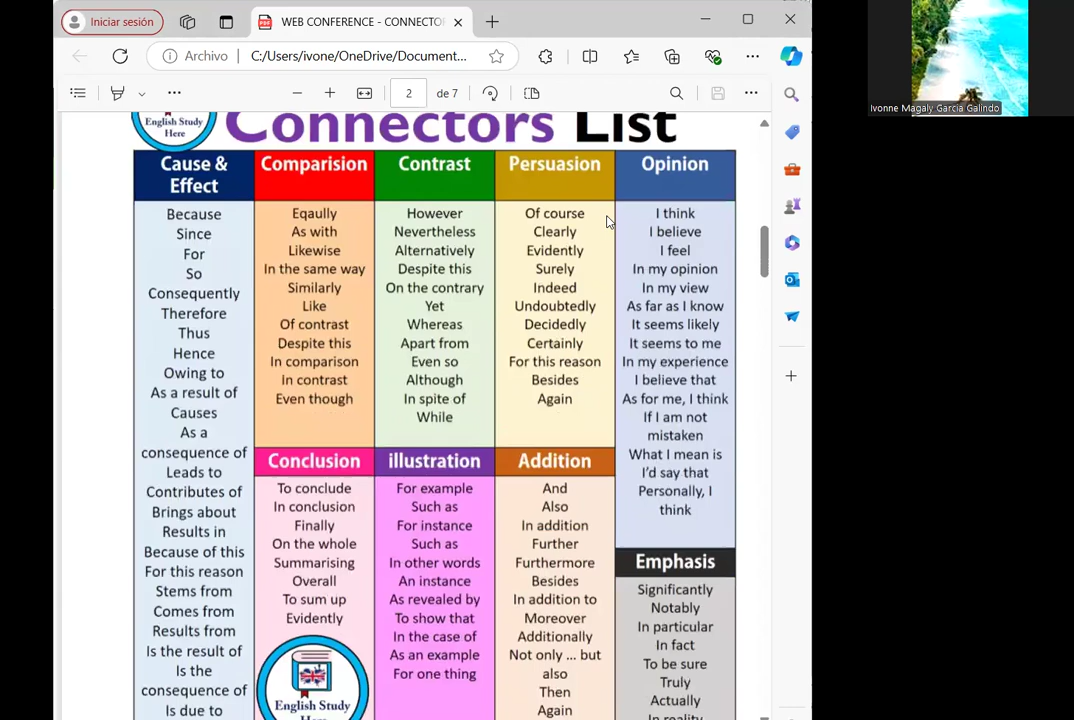 Iniciar sesión
WEB CONFERENCE - CONNECTO
Archivo
C:/Users/ivone/OneDrive/Document...
2
de 7
Ivonne Magaly García Galindo
English Study
Here
Connectors List
Cause &
Effect
Because
Since
For
So
Consequently
Therefore
Thus
Hence
Owing to
As a result of
Causes
As a
consequence of
Leads to
Contributes of
Brings about
Results in
Because of this
For this reason
Stems from
Comes from
Results from
Is the result of
Is the
consequence of
Is due to
Comparision
Eqaully
As with
Likewise
In the same way
Similarly
Like
Of contrast
Despite this
In comparison
In contrast
Even though
Conclusion
To conclude
In conclusion
Finally
On the whole
Summarising
Overall
To sum up
Evidently
English Study
Here
Contrast
However
Nevertheless
Alternatively
Despite this
On the contrary
Yet
Whereas
Apart from
Even so
Although
In spite of
While
illustration
For example
Such as
For instance
Such as
In other words
An instance
As revealed by
To show that
In the case of
As an example
For one thing
Persuasion
Of course
Clearly
Evidently
Surely
Indeed
Undoubtedly
Decidedly
Certainly
For this reason
Besides
Again
Addition
And
Also
In addition
Further
Furthermore
Besides
In addition to
Moreover
Additionally
Not only ... but
also
Then
Again
Opinion
I think
I believe
I feel
In my opinion
In my view
As far as I know
It seems likely
It seems to me
In my experience
I believe that
As for me, I think
If I am not
mistaken
What I mean is
I'd say that
Personally, I
think
Emphasis
Significantly
Notably
In particular
In fact
To be sure
Truly
Actually
In reality